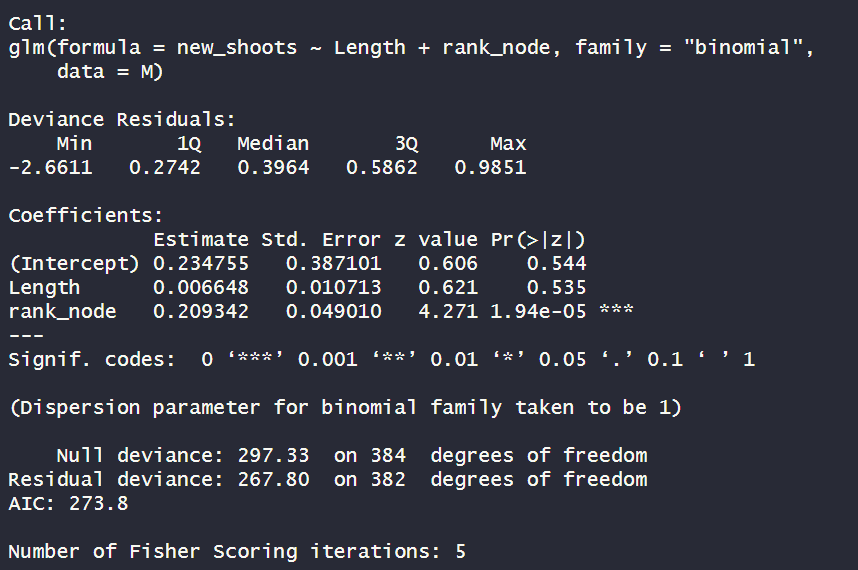 Call:
glm(formula = new_shoots ~ Length + rank_node, family = "binomial",
    data = M)

Deviance Residuals:
    Min       1Q   Median       3Q      Max
-2.6611   0.2742   0.3964   0.5862   0.9851

Coefficients:
            Estimate Std. Error z value Pr(>|z|)
(Intercept) 0.234755   0.387101   0.606    0.544
Length      0.006648   0.010713   0.621    0.535
rank_node   0.209342   0.049010   4.271 1.94e-05 ***
---
Signif. codes:  0 ‘***’ 0.001 ‘**’ 0.01 ‘*’ 0.05 ‘.’ 0.1 ‘ ’ 1

(Dispersion parameter for binomial family taken to be 1)

    Null deviance: 297.33  on 384  degrees of freedom
Residual deviance: 267.80  on 382  degrees of freedom
AIC: 273.8

Number of Fisher Scoring iterations: 5